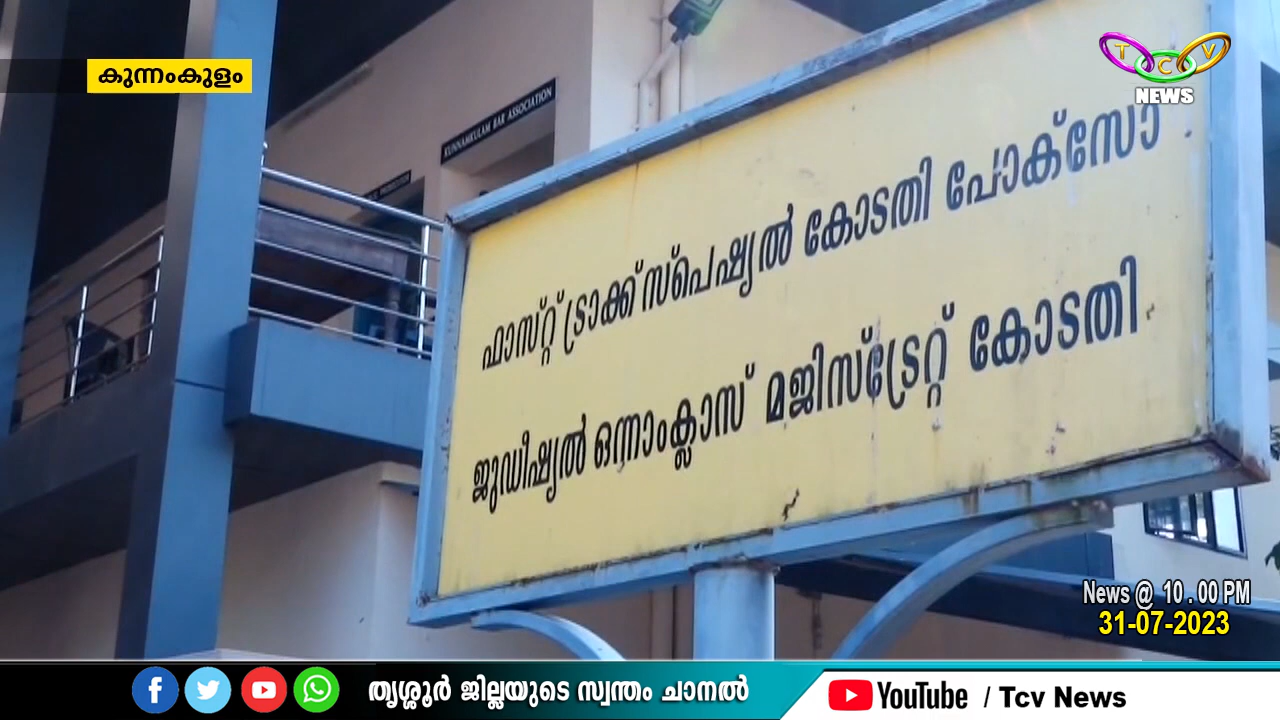 കുന്നംകുളം
TCV
NEWS
KUNNAMKULAM BAR ASSOCIATION
ഫാസ്റ്റ് ട്രാക്ക് സ്പെഷ്യൽ കോടതി പോക്സോ
ജുഡീഷ്യൽ ഒന്നാംക്ലാസ് മജിസ്ട്രേറ്റ് കോടതി
News @ 10.00 PM
31-07-2023
തൃശ്ശൂർ ജില്ലയുടെ സ്വന്തം ചാനൽ
YouTube / Tcv News